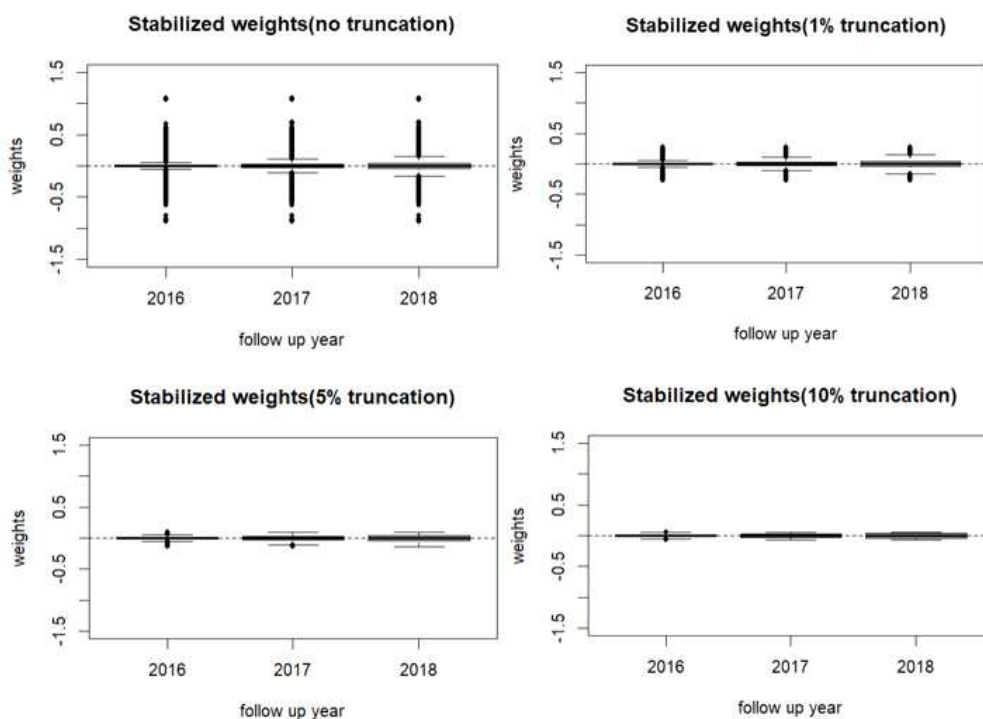 Stabilized weights(no truncation)
weights
1.5
0.5
-0.5
-1.5
2016 2017 2018
follow up year
Stabilized weights(1% truncation)
weights
1.5
0.5
-0.5
-1.5
2016 2017 2018
follow up year
Stabilized weights(5% truncation)
weights
1.5
0.5
-0.5
-1.5
2016 2017 2018
follow up year
Stabilized weights(10% truncation)
weights
1.5
0.5
-0.5
-1.5
2016 2017 2018
follow up year